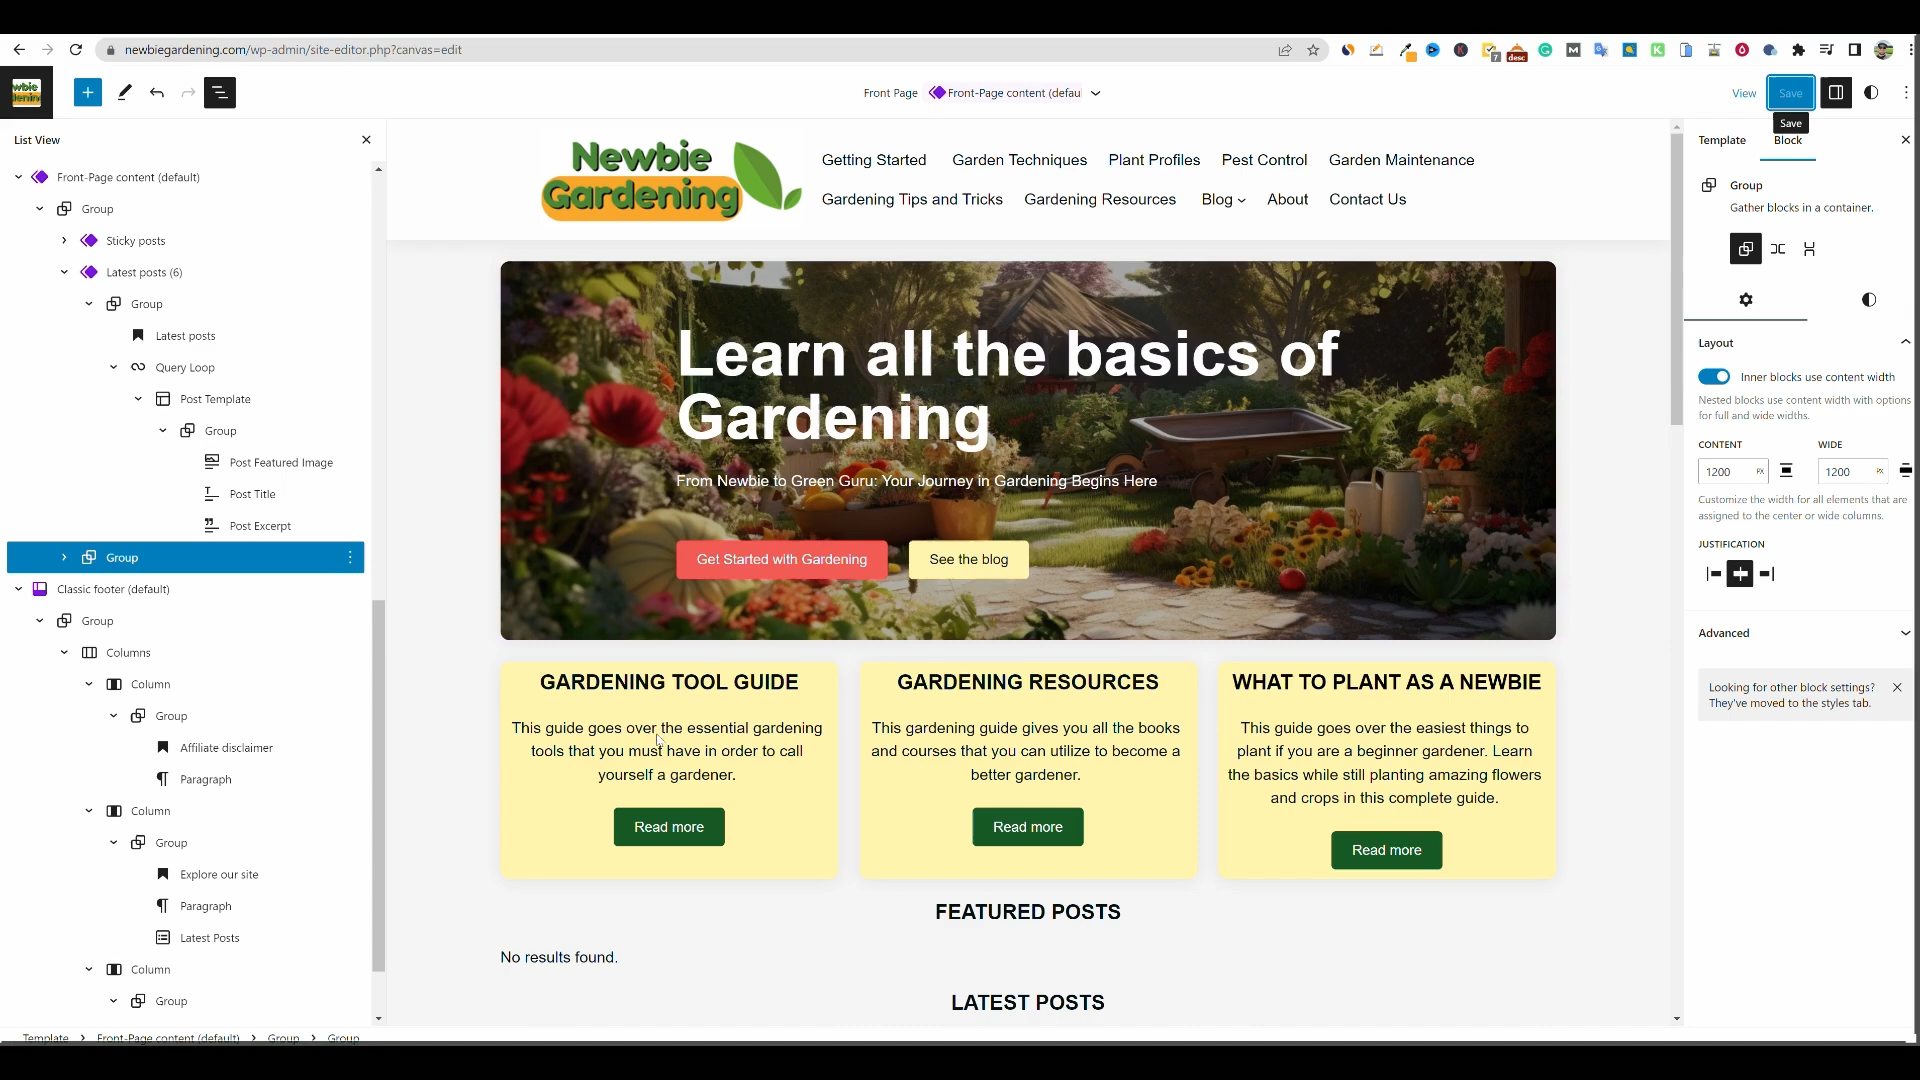 newbiegardening.com/wp-admin/site-editor.php?canvas=edit
7
desc
Front Page
Front-Page content (defaul
View
Save
Save
List View
Template
Block
Front-Page content (default)
Group
Sticky posts
Latest posts (6)
Group
Latest posts
Query Loop
Post Template
Group
Post Featured Image
Post Title
Post Excerpt
Group
Classic footer (default)
Group
Columns
Column
Group
Affiliate disclaimer
Paragraph
Column
Group
Explore our site
Paragraph
Latest Posts
Column
Group
Template > Front-Page content (default) > Group > Group
Newbie
Gardening
Getting Started Garden Techniques Plant Profiles Pest Control Garden Maintenance
Gardening Tips and Tricks Gardening Resources Blog About Contact Us
Learn all the basics of
Gardening
From Newbie to Green Guru: Your Journey in Gardening Begins Here
Get Started with Gardening
See the blog
GARDENING TOOL GUIDE
This guide goes over the essential gardening
tools that you must have in order to call
yourself a gardener.
Read more
GARDENING RESOURCES
This gardening guide gives you all the books
and courses that you can utilize to become a
better gardener.
Read more
WHAT TO PLANT AS A NEWBIE
This guide goes over the easiest things to
plant if you are a beginner gardener. Learn
the basics while still planting amazing flowers
and crops in this complete guide.
Read more
FEATURED POSTS
No results found.
LATEST POSTS
Group
Gather blocks in a container.
Layout
Inner blocks use content width
Nested blocks use content width with options
for full and wide widths.
CONTENT
WIDE
1200 PX
1200 PX
Customize the width for all elements that are
assigned to the center or wide columns.
JUSTIFICATION
Advanced
Looking for other block settings?
They've moved to the styles tab.